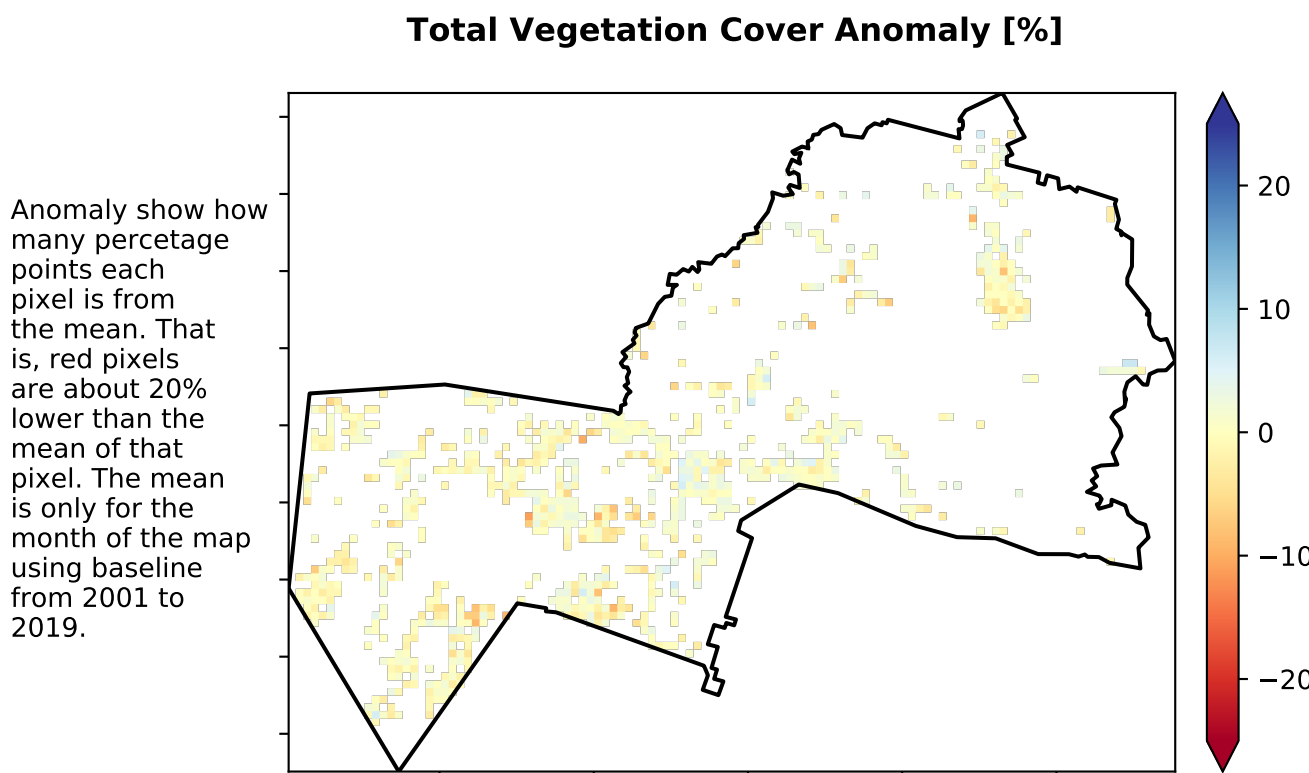 Total Vegetation Cover Anomaly [%]
Anomaly show how
many percetage
points each
pixel is from
the mean. That
is, red pixels
are about 20%
lower than the
mean of that
pixel. The mean
is only for the
month of the map
using baseline
from 2001 to
2019.
20
10
0
−10
−20